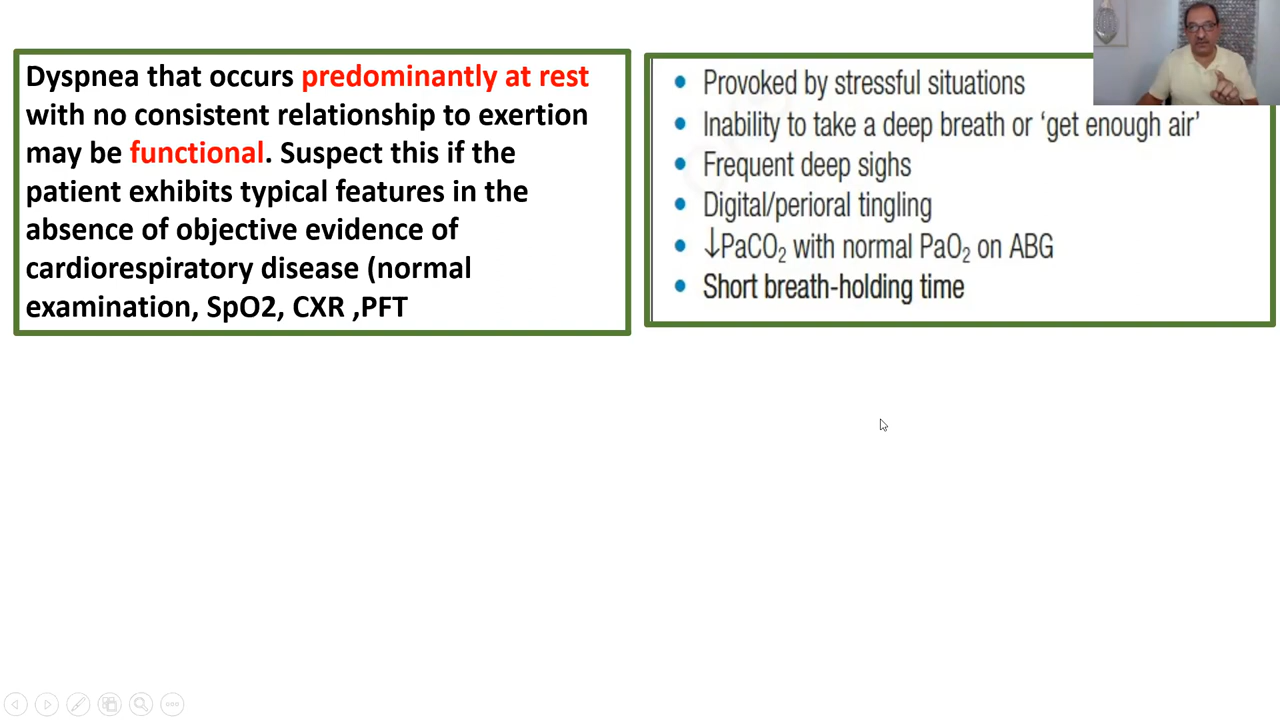 Dyspnea that occurs predominantly at rest
with no consistent relationship to exertion
may be functional. Suspect this if the
patient exhibits typical features in the
absence of objective evidence of
cardiorespiratory disease (normal
examination, SpO2, CXR ,PFT
• Provoked by stressful situations
• Inability to take a deep breath or ‘get enough air’
• Frequent deep sighs
• Digital/perioral tingling
• ↓PaCO₂ with normal PaO₂ on ABG
• Short breath-holding time